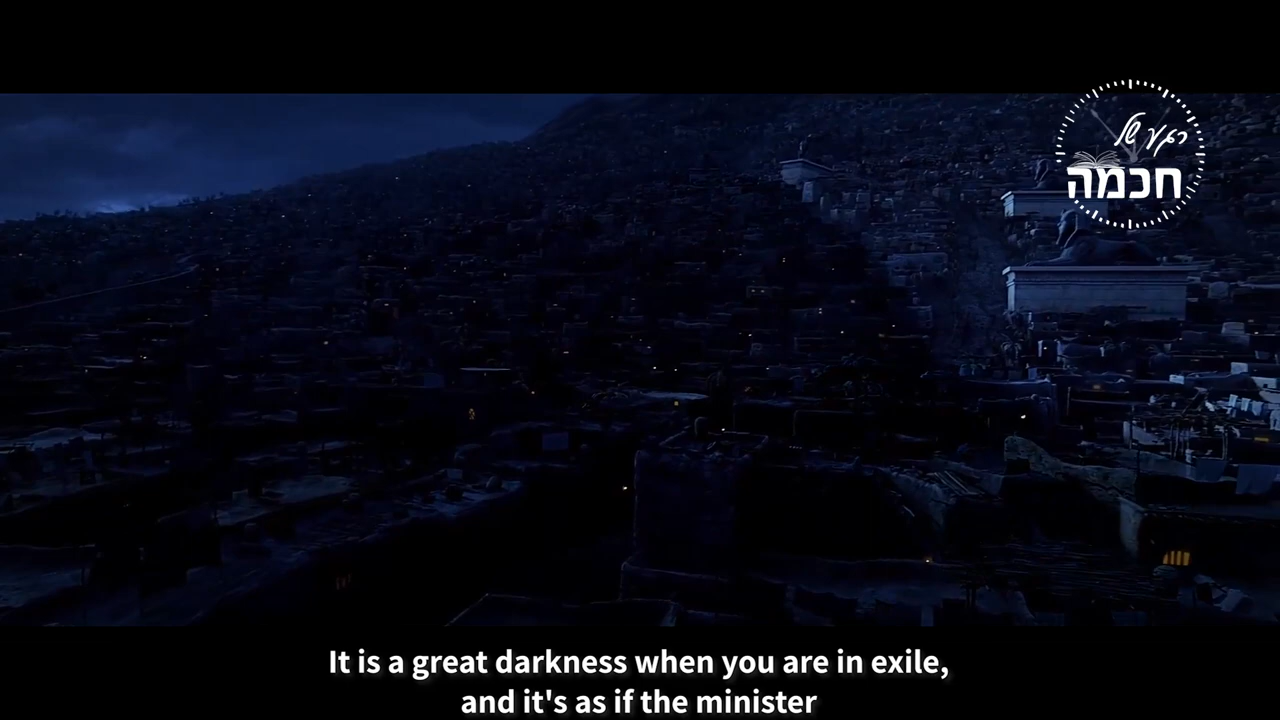 רגע של
חכמה
It is a great darkness when you are in exile,
and it's as if the minister